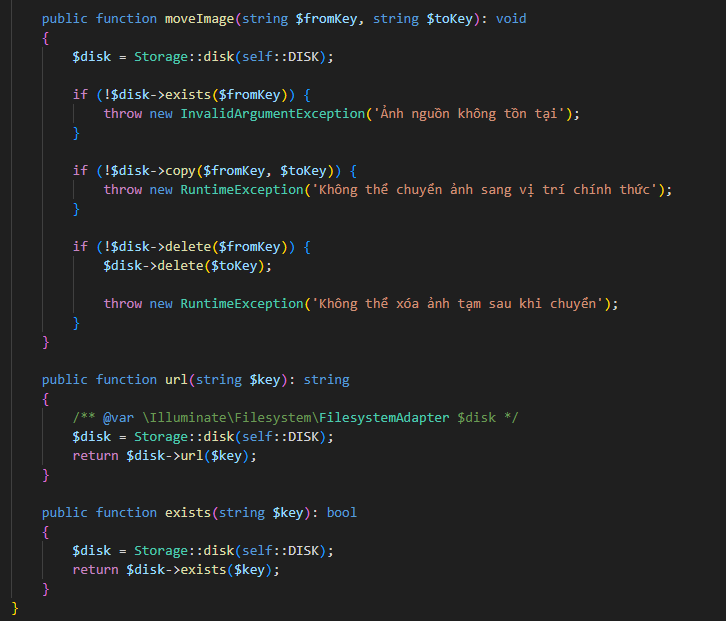 public function moveImage(string $fromKey, string $toKey): void
{
$disk = Storage::disk(self::DISK);
if (!$disk->exists($fromKey)) {
throw new InvalidArgumentException('Ảnh nguồn không tồn tại');
}
if (!$disk->copy($fromKey, $toKey)) {
throw new RuntimeException('Không thể chuyển ảnh sang vị trí chính thức');
}
if (!$disk->delete($fromKey)) {
$disk->delete($toKey);
throw new RuntimeException('Không thể xóa ảnh tạm sau khi chuyển');
}
}
public function url(string $key): string
{
/** @var \Illuminate\Filesystem\FilesystemAdapter $disk */
$disk = Storage::disk(self::DISK);
return $disk->url($key);
}
public function exists(string $key): bool
{
$disk = Storage::disk(self::DISK);
return $disk->exists($key);
}
}